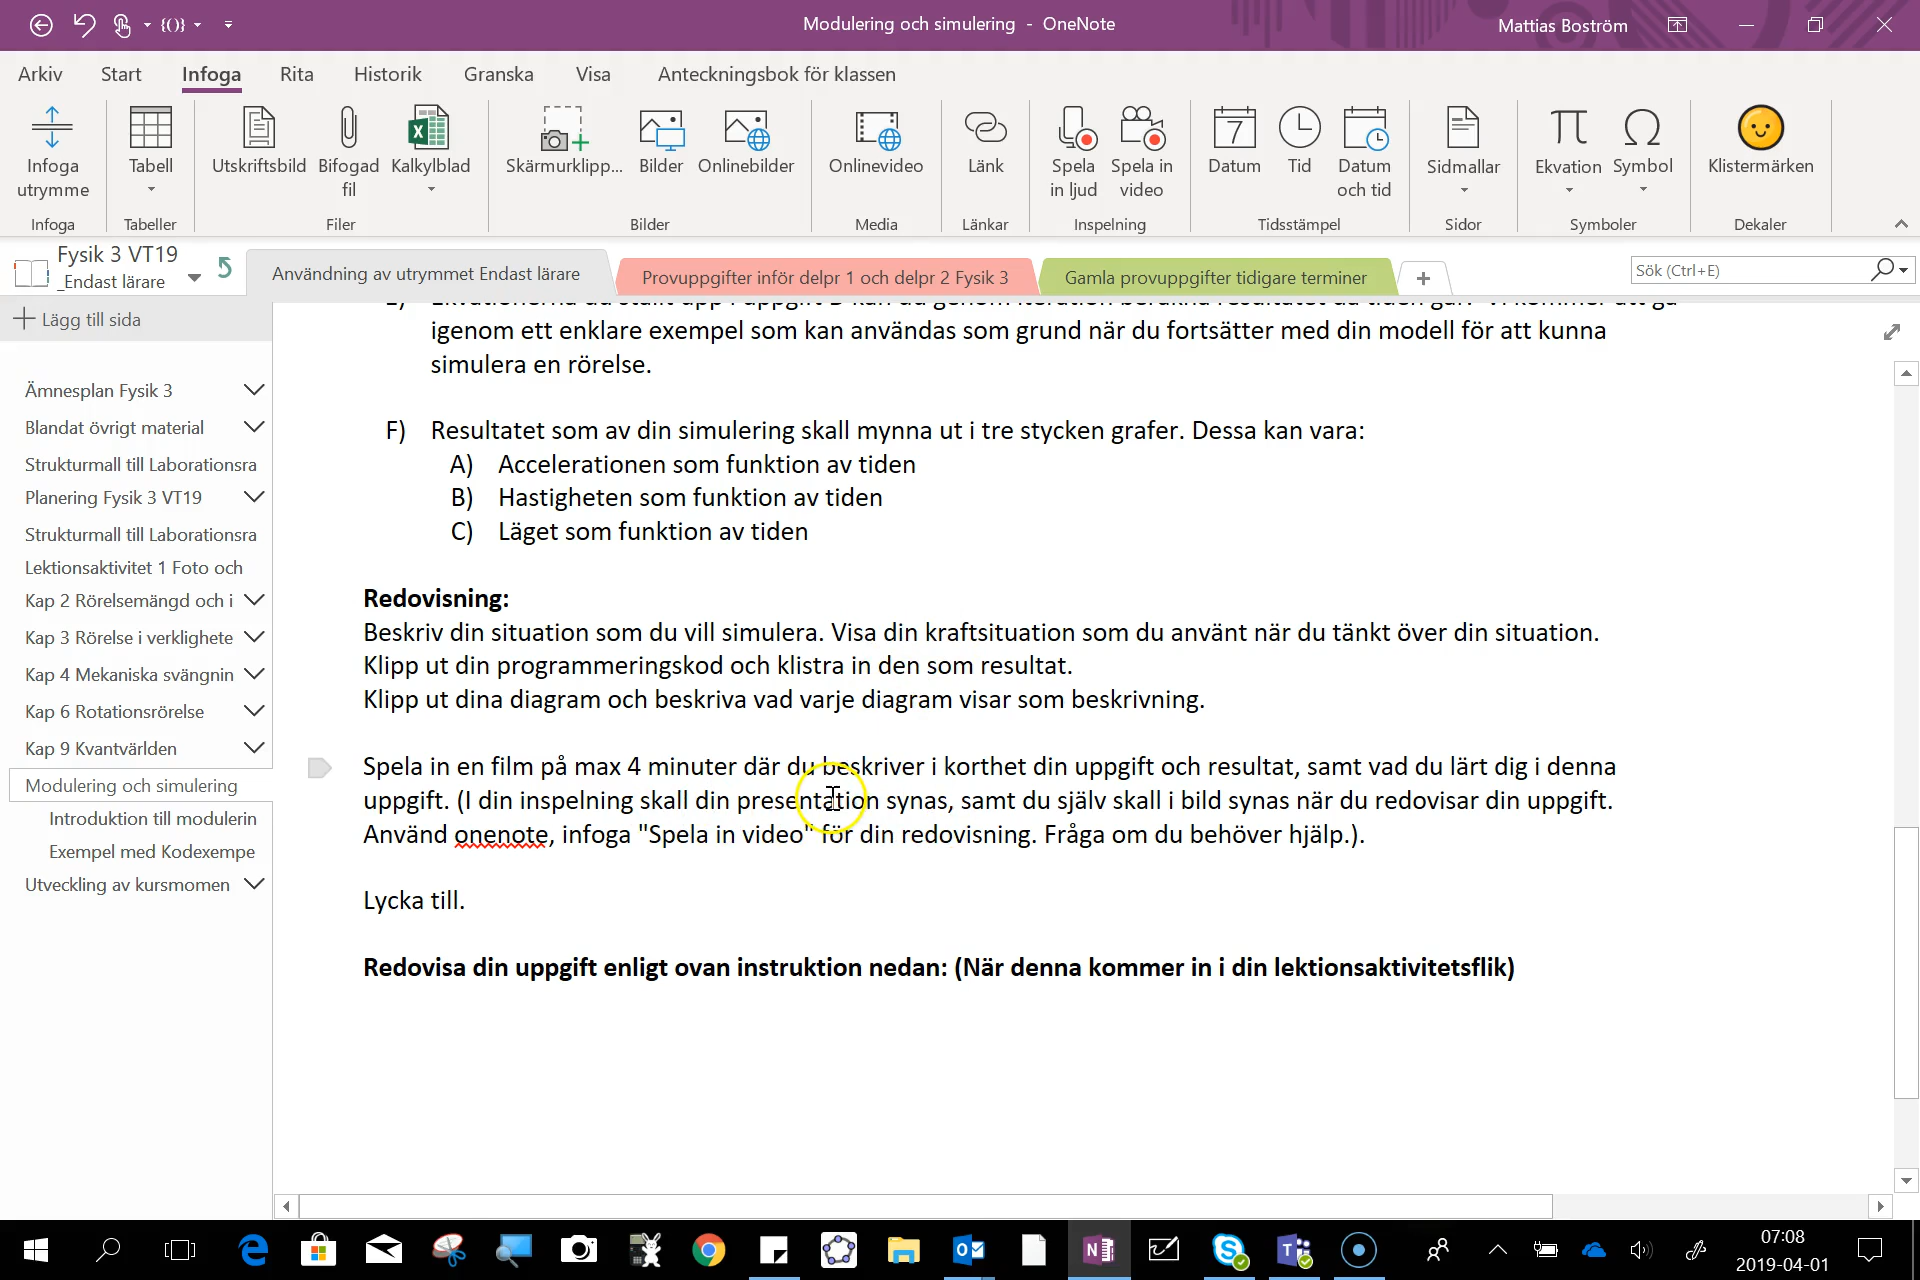 Modulering och simulering - OneNote
Mattias Boström
Arkiv Start Infoga Rita Historik Granska Visa Anteckningsbok för klassen
Infoga utrymme
Tabell
Utskriftsbild
Bifogad fil
Kalkylblad
Skärmurklipp...
Bilder
Onlinebilder
Onlinevideo
Länk
Spela in ljud
Spela in video
Datum
Tid
Datum och tid
Sidmallar
Ekvation
Symbol
Klistermärken
Infoga Tabeller Filer Bilder Media Länkar Inspelning Tidsstämpel Sidor Symboler Dekaler
Fysik 3 VT19
_Endast lärare
Användning av utrymmet Endast lärare
Provuppgifter inför delpr 1 och delpr 2 Fysik 3
Gamla provuppgifter tidigare terminer
Sök (Ctrl+E)
Lägg till sida
Ämnesplan Fysik 3
Blandat övrigt material
Strukturmall till Laborationsra
Planering Fysik 3 VT19
Strukturmall till Laborationsra
Lektionsaktivitet 1 Foto och
Kap 2 Rörelsemängd och i
Kap 3 Rörelse i verklighete
Kap 4 Mekaniska svängnin
Kap 6 Rotationsrörelse
Kap 9 Kvantvärlden
Modulering och simulering
Introduktion till modulerin
Exempel med Kodexempe
Utveckling av kursmomen
igenom ett enklare exempel som kan användas som grund när du fortsätter med din modell för att kunna
simulera en rörelse.
F) Resultatet som av din simulering skall mynna ut i tre stycken grafer. Dessa kan vara:
A) Accelerationen som funktion av tiden
B) Hastigheten som funktion av tiden
C) Läget som funktion av tiden
Redovisning:
Beskriv din situation som du vill simulera. Visa din kraftsituation som du använt när du tänkt över din situation.
Klipp ut din programmeringskod och klistra in den som resultat.
Klipp ut dina diagram och beskriva vad varje diagram visar som beskrivning.
Spela in en film på max 4 minuter där du beskriver i korthet din uppgift och resultat, samt vad du lärt dig i denna
uppgift. (I din inspelning skall din presentation synas, samt du själv skall i bild synas när du redovisar din uppgift.
Använd onenote, infoga "Spela in video" för din redovisning. Fråga om du behöver hjälp.).
Lycka till.
Redovisa din uppgift enligt ovan instruktion nedan: (När denna kommer in i din lektionsaktivitetsflik)
07:08
2019-04-01